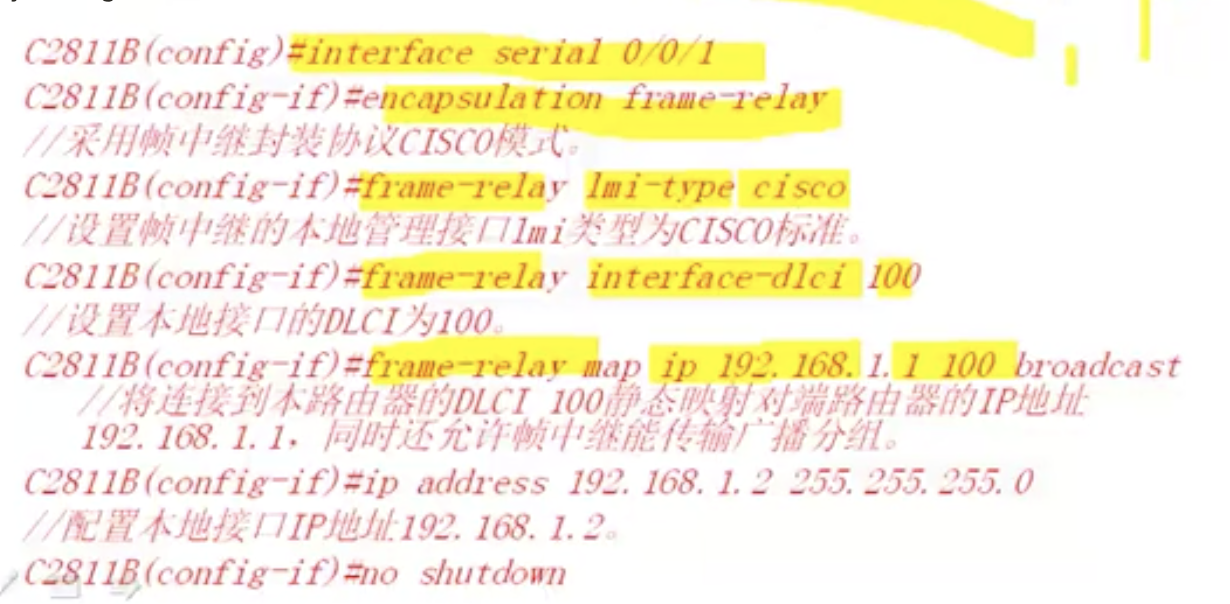 C2811B(config)#interface serial 0/0/1
C2811B(config-if)#encapsulation frame-relay
//采用帧中继封装协议CISCO模式。
C2811B(config-if)#frame-relay lmi-type cisco
//设置帧中继的本地管理接口lmi类型为CISCO标准。
C2811B(config-if)#frame-relay interface-dlci 100
//设置本地接口的DLCI为100。
C2811B(config-if)#frame-relay map ip 192.168.1.1 100 broadcast
//将连接到本路由器的DLCI 100静态映射对端路由器的IP地址
192.168.1.1，同时还允许帧中继能传输广播分组。
C2811B(config-if)#ip address 192.168.1.2 255.255.255.0
//配置本地接口IP地址192.168.1.2。
C2811B(config-if)#no shutdown